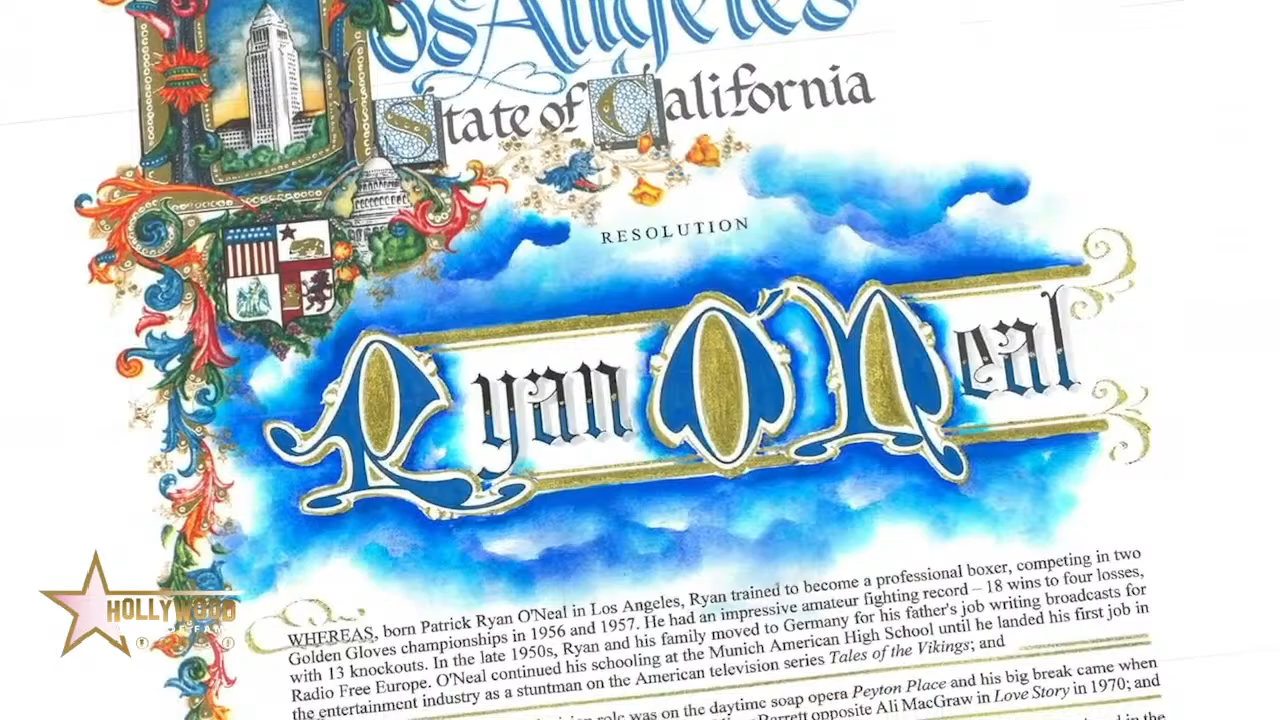 Los Angeles
State of California
RESOLUTION
Ryan O'Neal
WHEREAS, born Patrick Ryan O'Neal in Los Angeles, Ryan trained to become a professional boxer, competing in two
Golden Gloves championships in 1956 and 1957. He had an impressive amateur fighting record – 18 wins to four losses,
with 13 knockouts. In the late 1950s, Ryan and his family moved to Germany for his father's job writing broadcasts for
Radio Free Europe. O'Neal continued his schooling at the Munich American High School until he landed his first job in
the entertainment industry as a stuntman on the American television series Tales of the Vikings; and
role was on the daytime soap opera Peyton Place and his big break came when
Barrett opposite Ali MacGraw in Love Story in 1970; and
in the
HOLLYWOOD
OF FAME